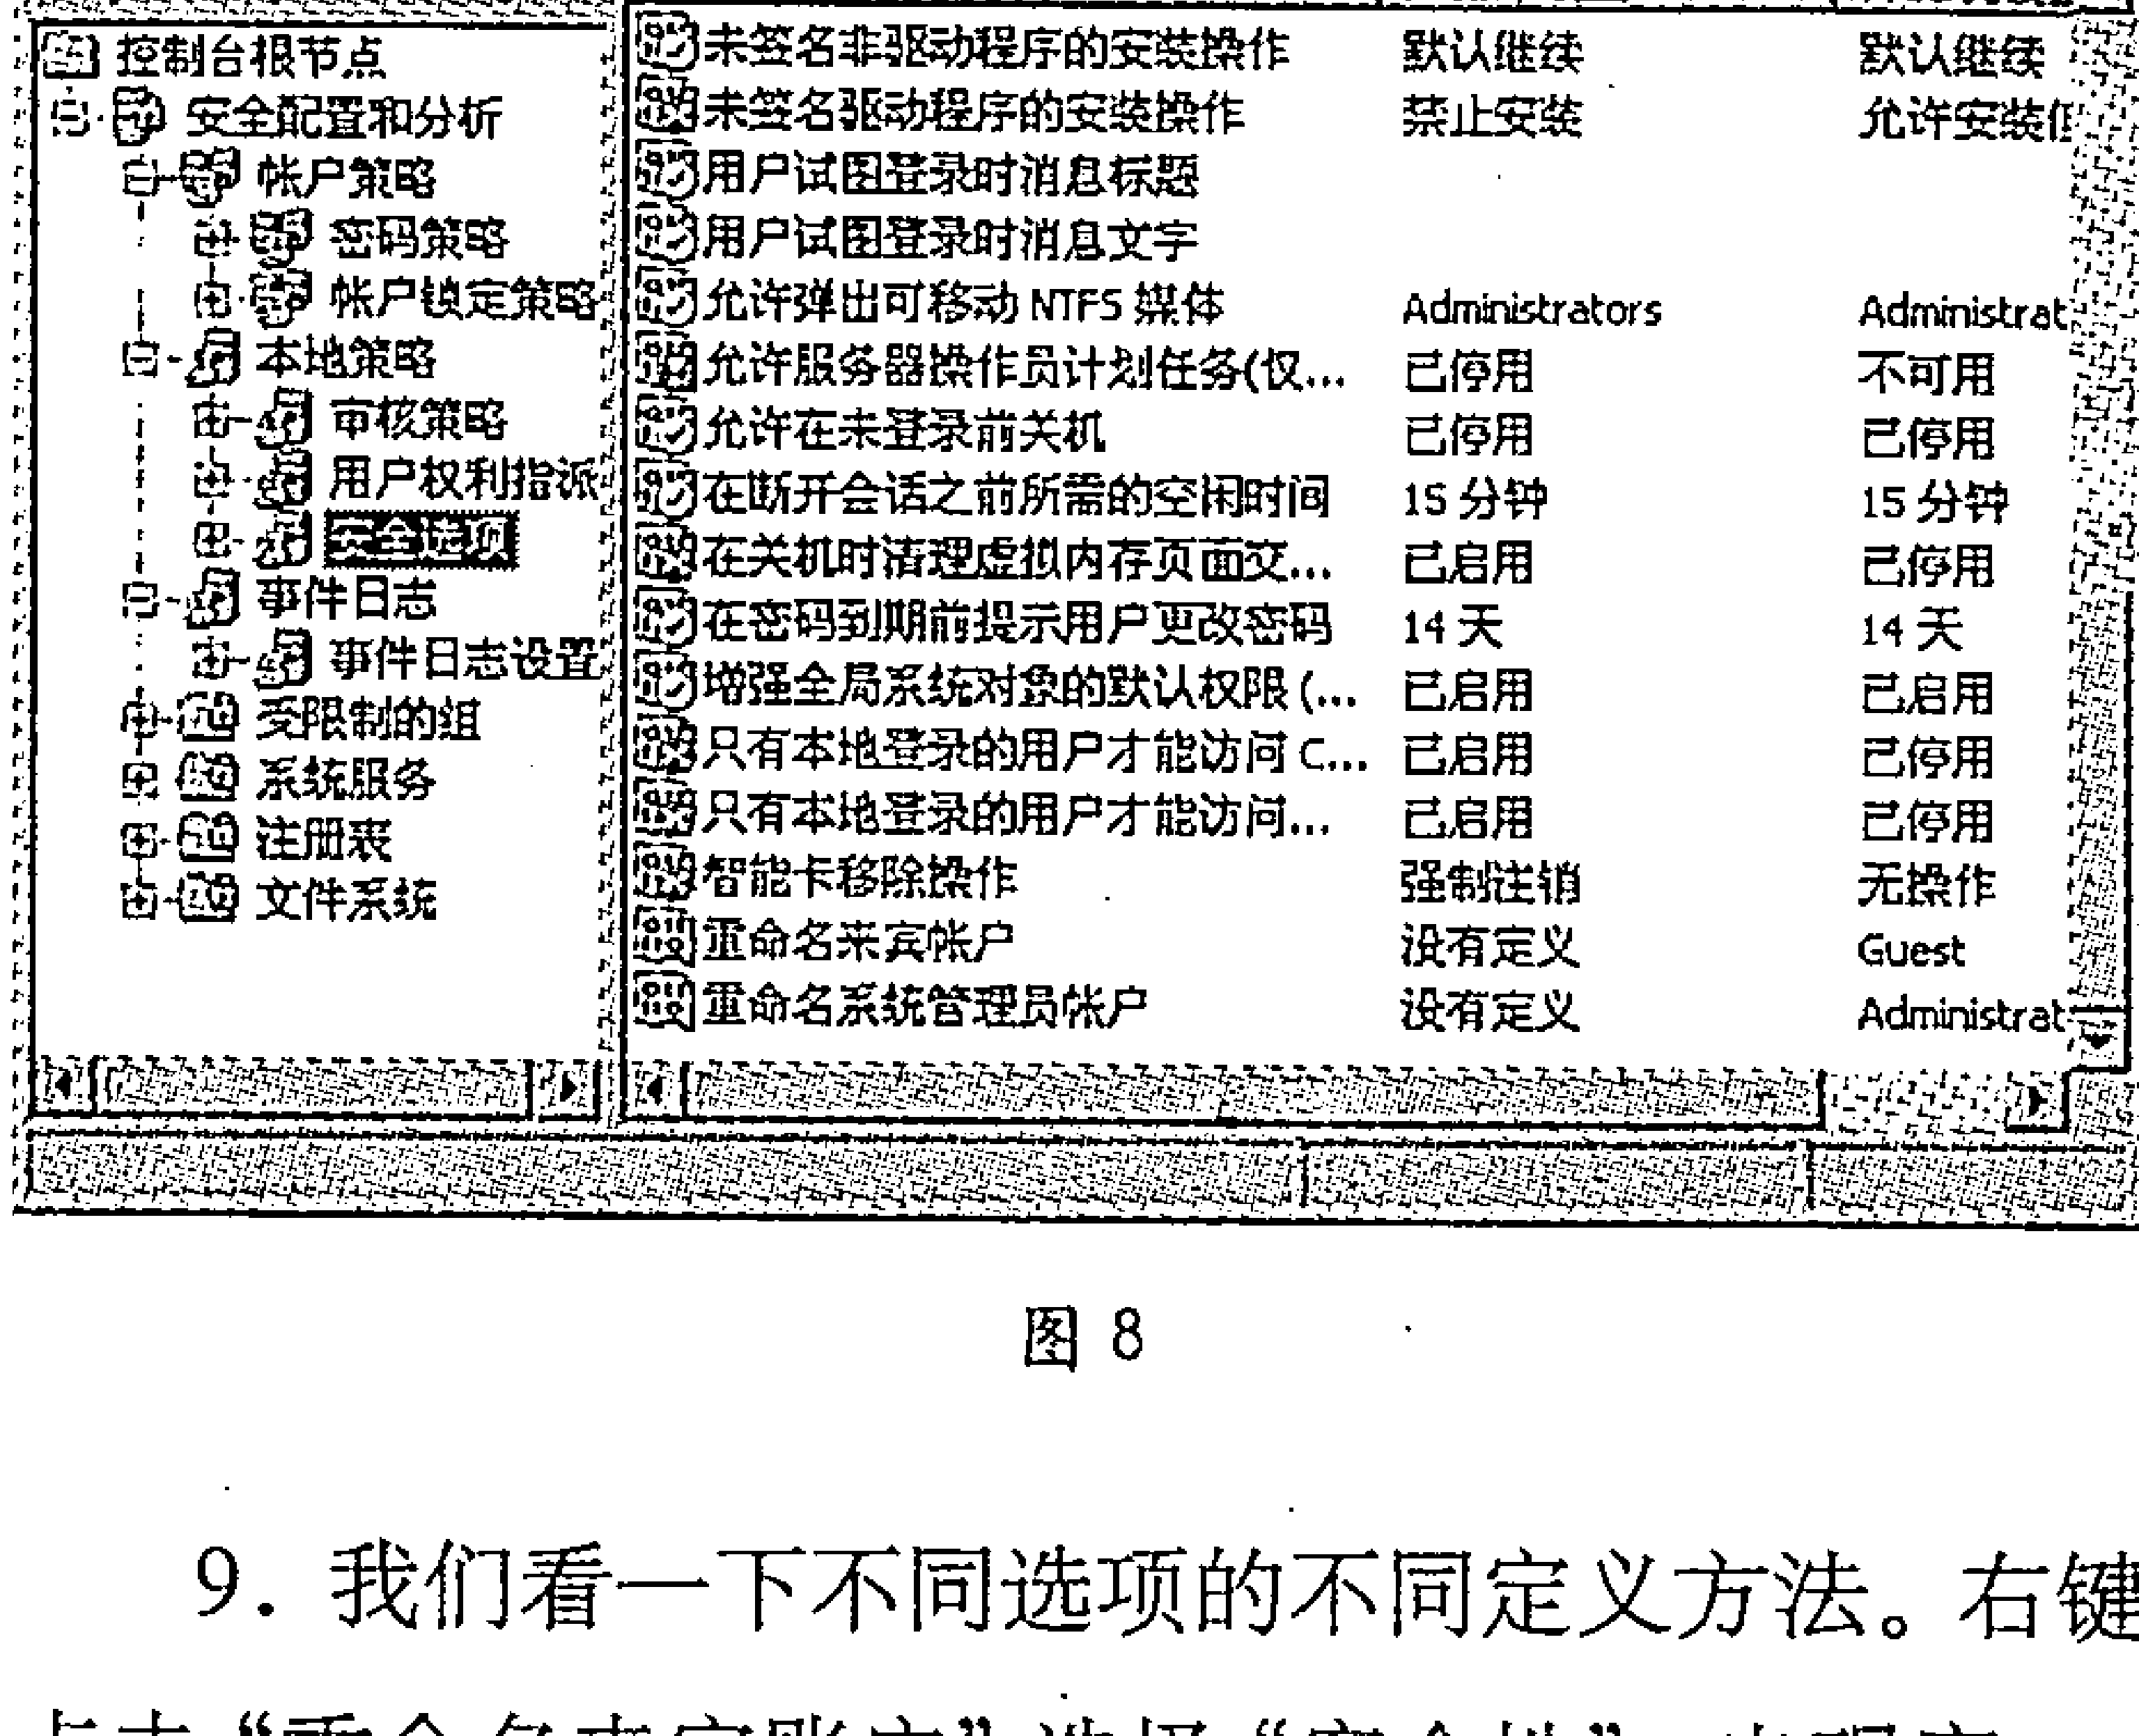 控制台根节点
安全配置和分析
帐户策略
密码策略
帐户锁定策略
本地策略
审核策略
用户权利指派
安全选项
事件日志
事件日志设置
受限制的组
系统服务
注册表
文件系统
未签名非驱动程序的安装操作 默认继续 默认继续
未签名驱动程序的安装操作 禁止安装 允许安装但
用户试图登录时消息标题
用户试图登录时消息文字
允许弹出可移动 NTFS 媒体 Administrators Administrat
允许服务器操作员计划任务(仅... 已停用 不可用
允许在未登录前关机 已停用 已停用
在断开会话之前所需的空闲时间 15 分钟 15 分钟
在关机时清理虚拟内存页面交... 已启用 已停用
在密码到期前提示用户更改密码 14 天 14 天
增强全局系统对象的默认权限 (... 已启用 已启用
只有本地登录的用户才能访问 C... 已启用 已停用
只有本地登录的用户才能访问... 已启用 已停用
智能卡移除操作 强制注销 无操作
重命名来宾帐户 没有定义 Guest
重命名系统管理员帐户 没有定义 Administrat
图 8
9. 我们看一下不同选项的不同定义方法。右键
点击“重命名来宾账户”选择“安全性”,出现窗